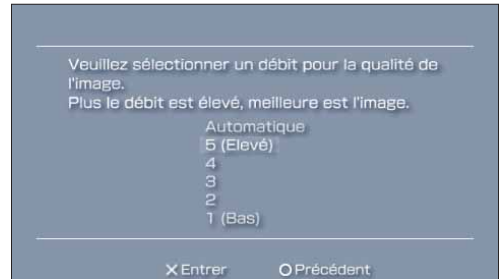 Veuillez sélectionner un débit pour la qualité de
l'image.
Plus le débit est élevé, meilleure est l'image.
Automatique
5 (Elevé)
4
3
2
1 (Bas)
X Entrer O Précédent